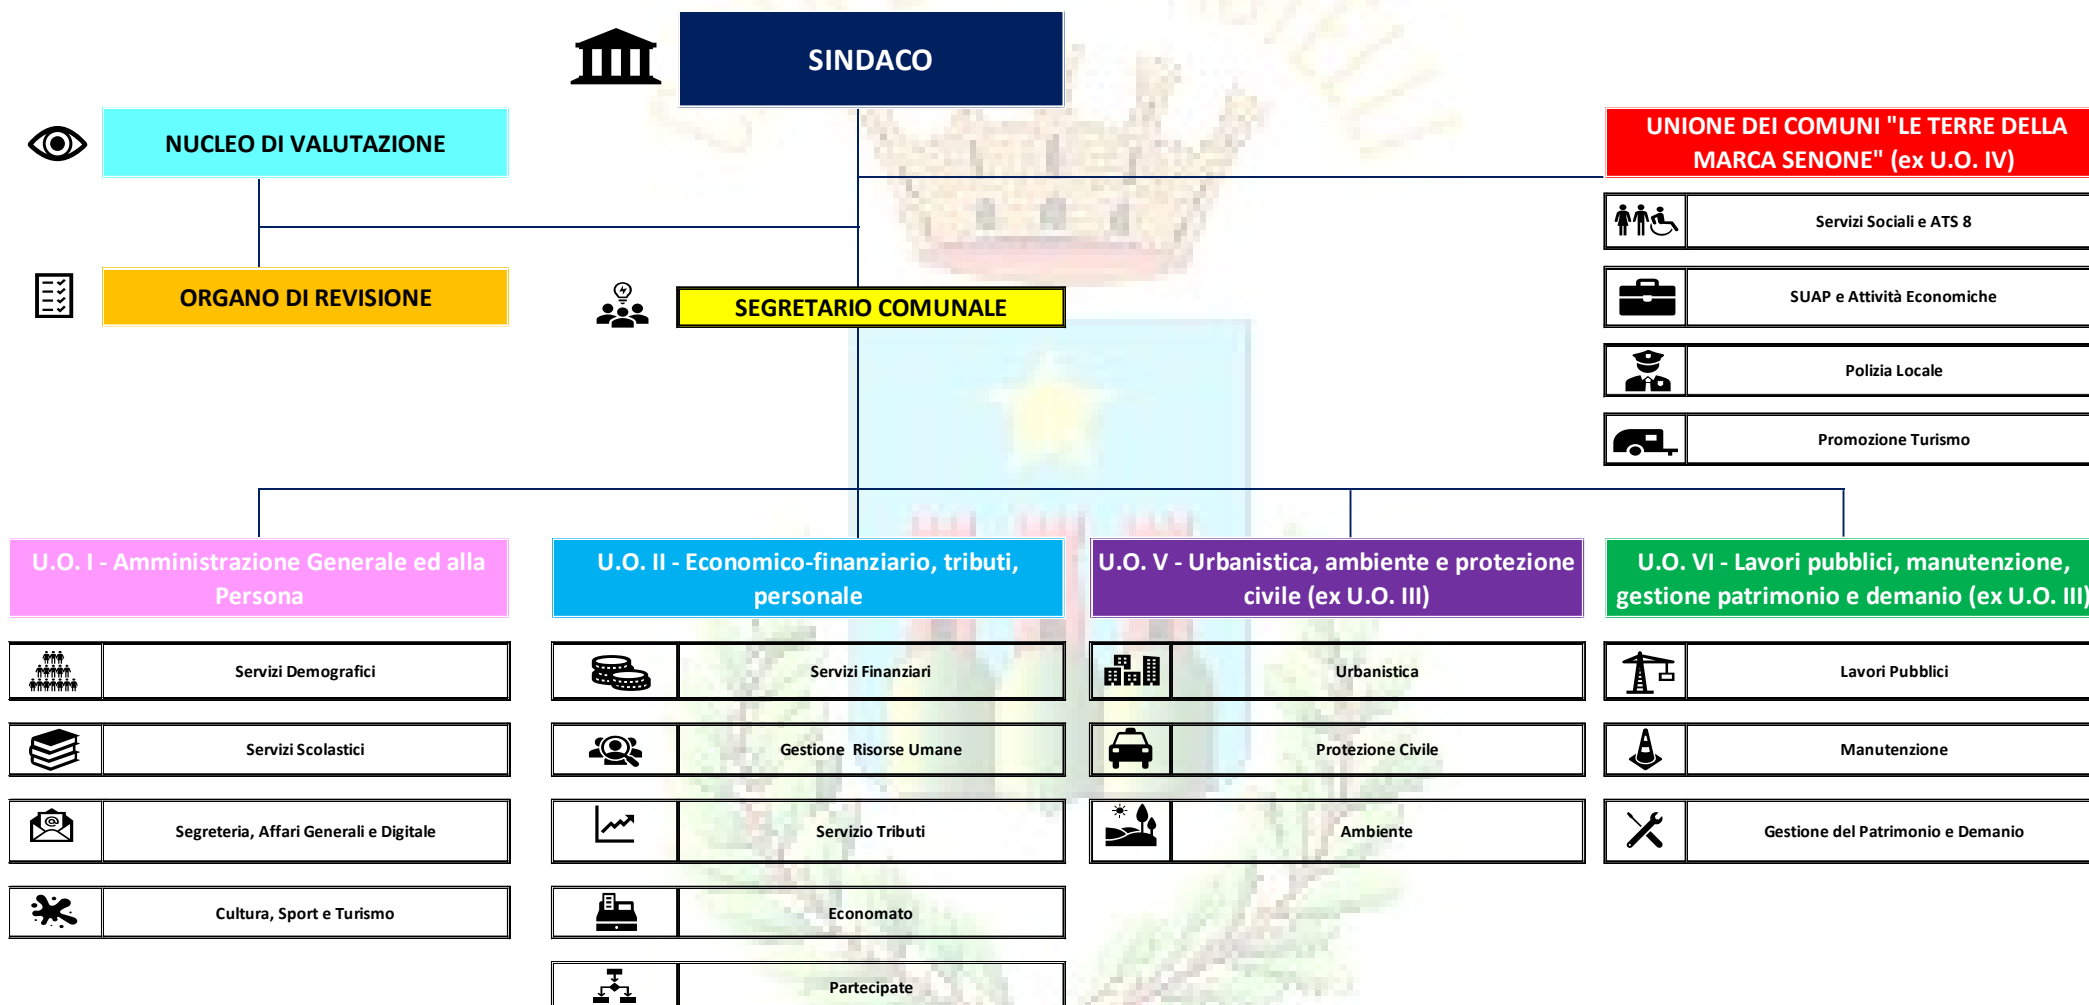 SINDACO
NUCLEO DI VALUTAZIONE
UNIONE DEI COMUNI "LE TERRE DELLA
MARCA SENONE" (ex U.O. IV)
Servizi Sociali e ATS 8
ORGANO DI REVISIONE
SEGRETARIO COMUNALE
SUAP e Attività Economiche
Polizia Locale
Promozione Turismo
U.O. I - Amministrazione Generale ed alla
Persona
U.O. II - Economico-finanziario, tributi,
personale
U.O. V - Urbanistica, ambiente e protezione
civile (ex U.O. III)
U.O. VI - Lavori pubblici, manutenzione,
gestione patrimonio e demanio (ex U.O. III)
Servizi Demografici
Servizi Finanziari
Urbanistica
Lavori Pubblici
Servizi Scolastici
Gestione  Risorse Umane
Protezione Civile
Manutenzione
Segreteria, Affari Generali e Digitale
Servizio Tributi
Ambiente
Gestione del Patrimonio e Demanio
Cultura, Sport e Turismo
Economato
Partecipate